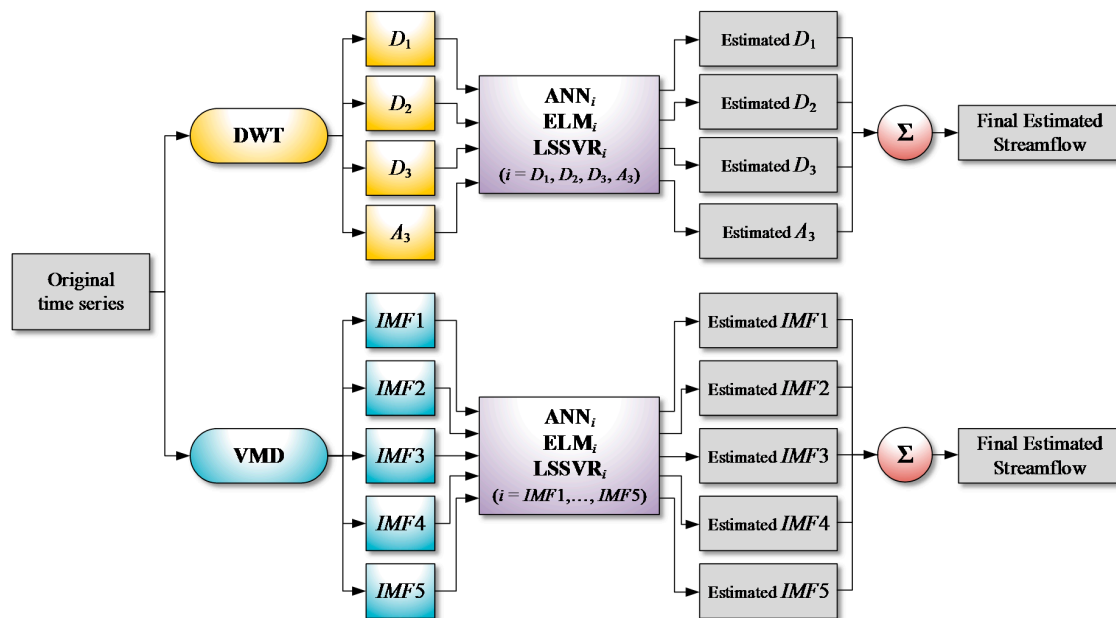 Original
time series
DWT
D₁
D₂
D₃
A₃
ANNᵢ
ELMᵢ
LSSVRᵢ
(i = D₁, D₂, D₃, A₃)
Estimated D₁
Estimated D₂
Estimated D₃
Estimated A₃
Σ
Final Estimated
Streamflow
VMD
IMF1
IMF2
IMF3
IMF4
IMF5
ANNᵢ
ELMᵢ
LSSVRᵢ
(i = IMF1,…, IMF5)
Estimated IMF1
Estimated IMF2
Estimated IMF3
Estimated IMF4
Estimated IMF5
Σ
Final Estimated
Streamflow